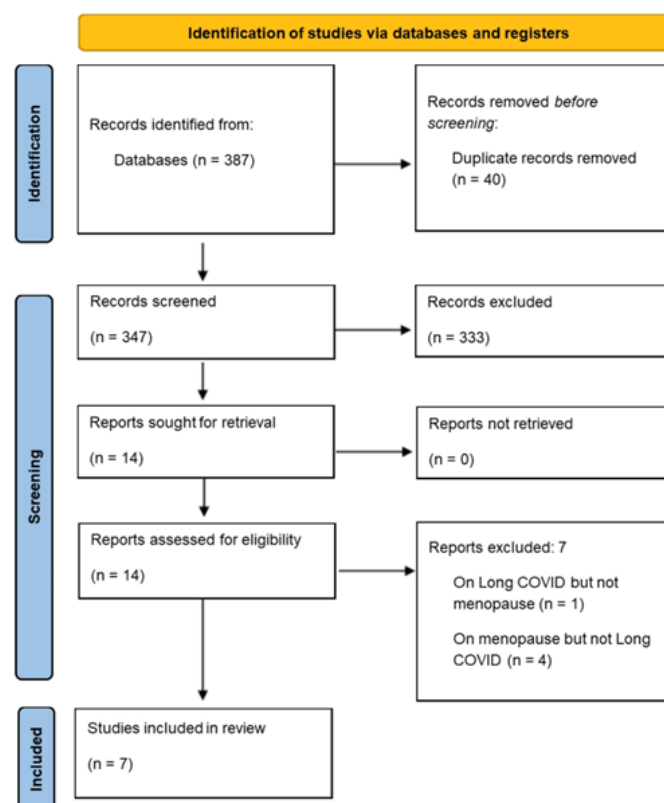 Identification of studies via databases and registers
Identification
Records identified from:
Databases (n = 387)
Records removed before
screening:
Duplicate records removed
(n = 40)
Screening
Records screened
(n = 347)
Records excluded
(n = 333)
Reports sought for retrieval
(n = 14)
Reports not retrieved
(n = 0)
Reports assessed for eligibility
(n = 14)
Reports excluded: 7
On Long COVID but not
menopause (n = 1)
On menopause but not Long
COVID (n = 4)
Included
Studies included in review
(n = 7)